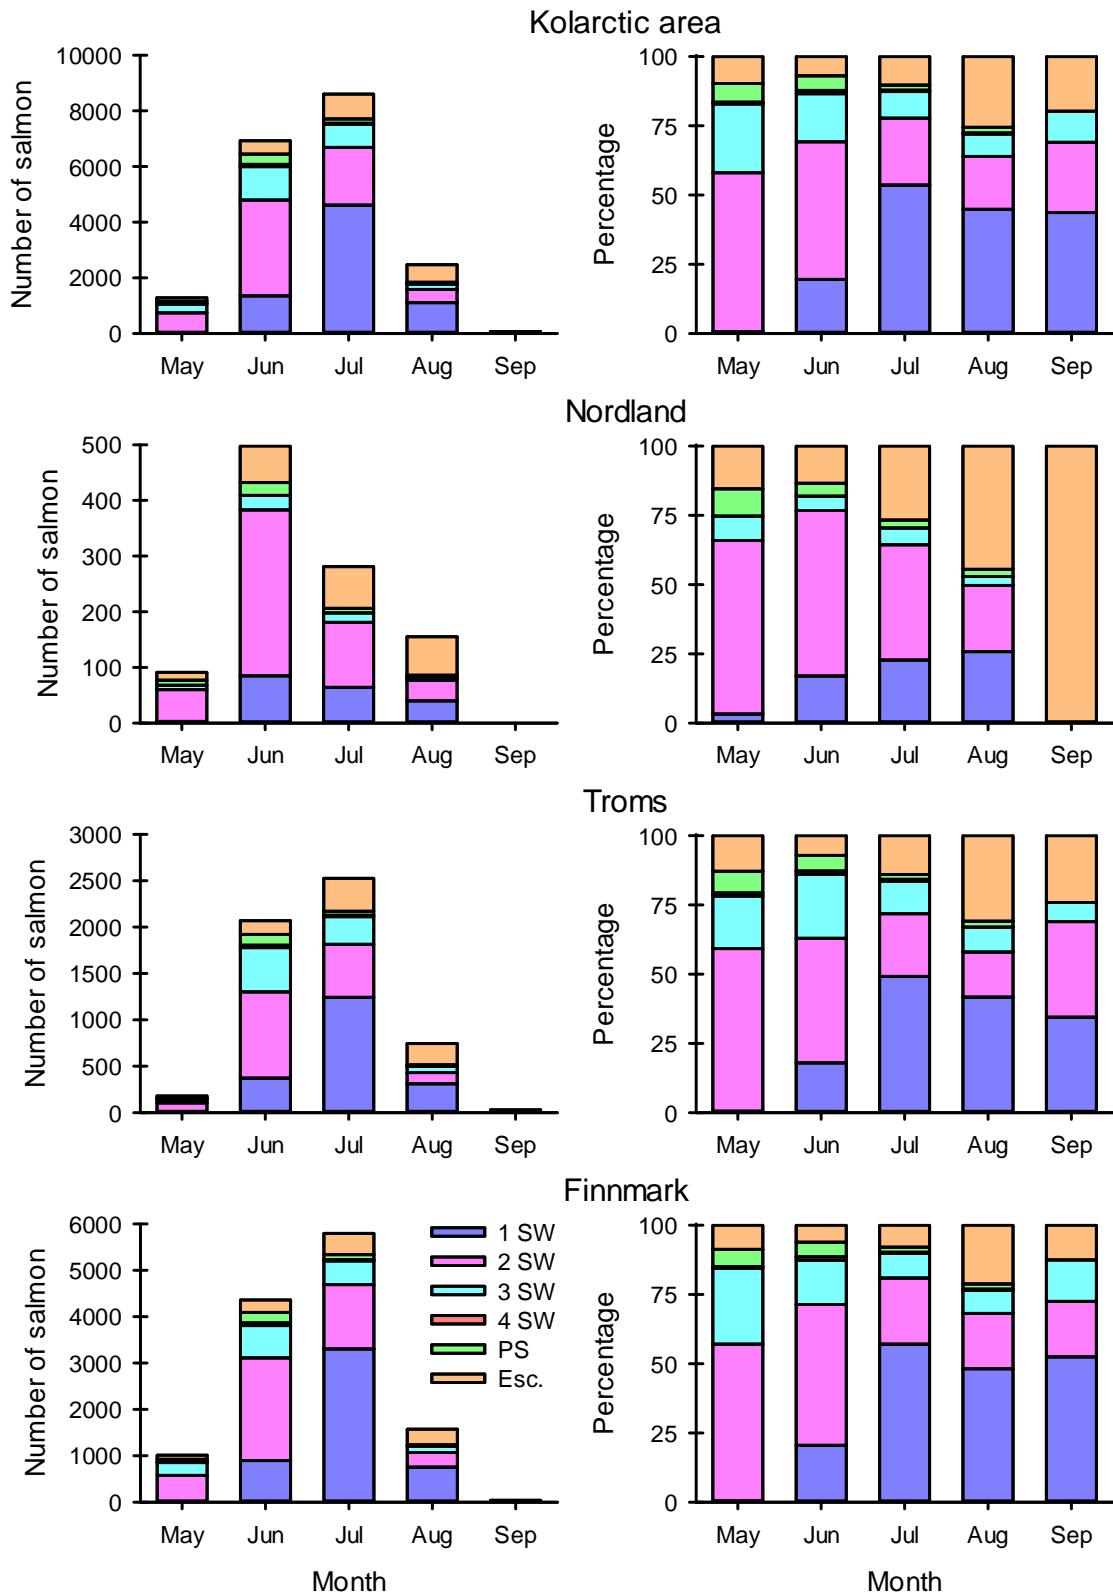 Kolarctic area
Number of salmon
10000
8000
6000
4000
2000
0
May Jun Jul Aug Sep
Percentage
100
75
50
25
0
May Jun Jul Aug Sep
Nordland
Number of salmon
500
400
300
200
100
0
May Jun Jul Aug Sep
Percentage
100
75
50
25
0
May Jun Jul Aug Sep
Troms
Number of salmon
3000
2500
2000
1500
1000
500
0
May Jun Jul Aug Sep
Percentage
100
75
50
25
0
May Jun Jul Aug Sep
Finnmark
Number of salmon
6000
5000
4000
3000
2000
1000
0
1 SW
2 SW
3 SW
4 SW
PS
Esc.
May Jun Jul Aug Sep
Month
Percentage
100
75
50
25
0
May Jun Jul Aug Sep
Month